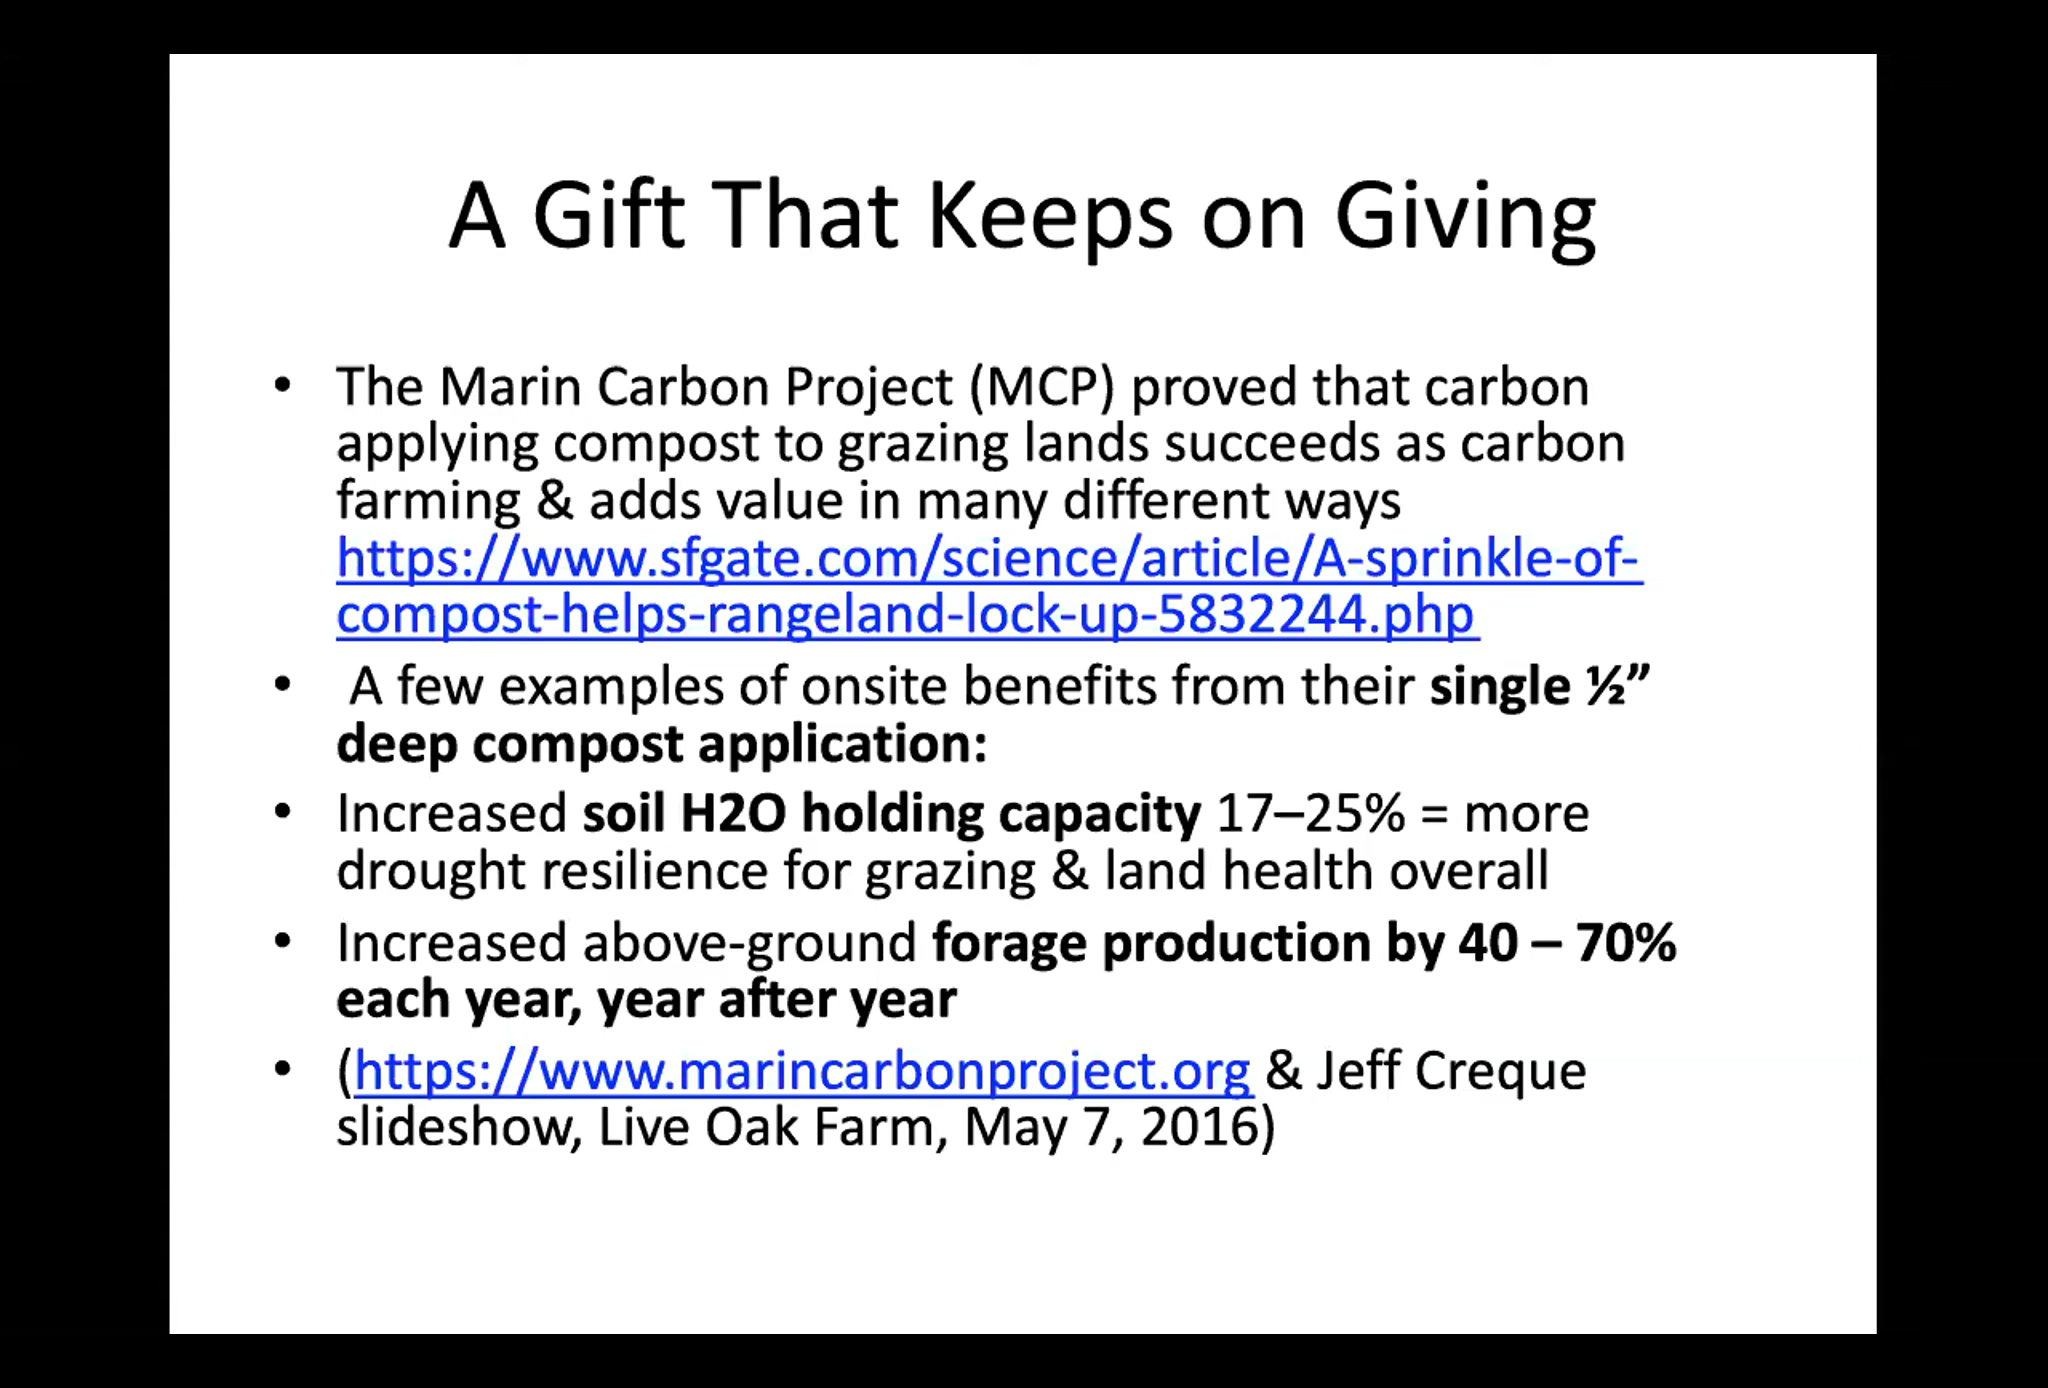 A Gift That Keeps on Giving
• The Marin Carbon Project (MCP) proved that carbon
applying compost to grazing lands succeeds as carbon
farming & adds value in many different ways
https://www.sfgate.com/science/article/A-sprinkle-of-
compost-helps-rangeland-lock-up-5832244.php
• A few examples of onsite benefits from their single ½”
deep compost application:
• Increased soil H2O holding capacity 17–25% = more
drought resilience for grazing & land health overall
• Increased above-ground forage production by 40 – 70%
each year, year after year
• (https://www.marincarbonproject.org & Jeff Creque
slideshow, Live Oak Farm, May 7, 2016)